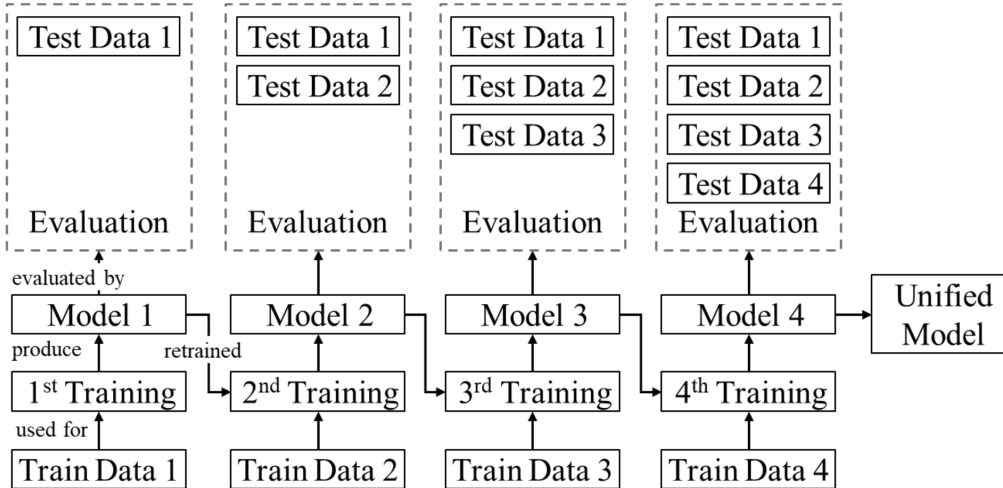 Test Data 1
Test Data 1
Test Data 1
Test Data 1
Test Data 2
Test Data 2
Test Data 2
Test Data 3
Test Data 3
Test Data 4
Evaluation
Evaluation
Evaluation
Evaluation
evaluated by
Model 1
Model 2
Model 3
Model 4
Unified
Model
produce
retrained
1st Training
2nd Training
3rd Training
4th Training
used for
Train Data 1
Train Data 2
Train Data 3
Train Data 4